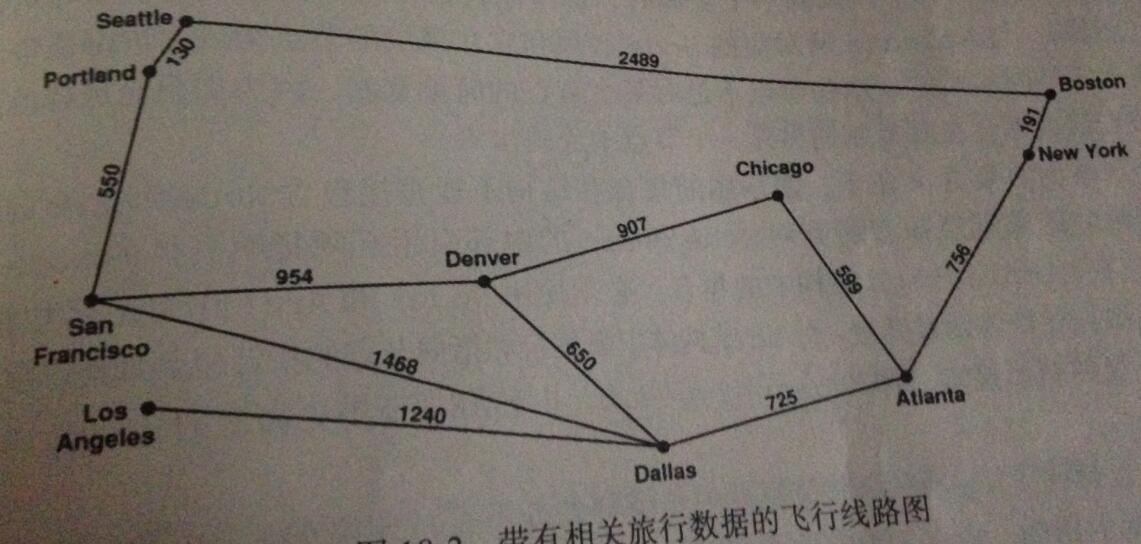 Seattle
130
Portland
2489
Boston
191
New York
550
Chicago
907
Denver
954
599
756
San
Francisco
1468
650
Los
Angeles
1240
725
Atlanta
Dallas
带有相关旅行数据的飞行线路图